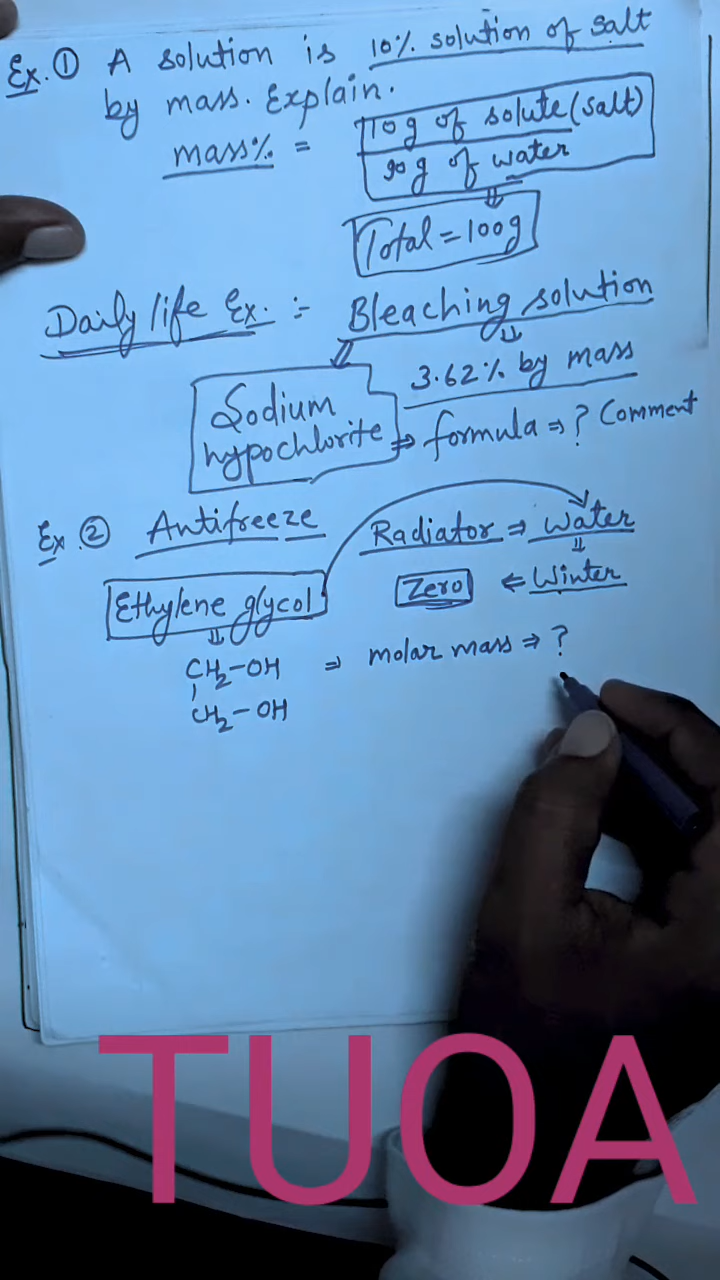 Ex. ① A solution is 10% solution of salt
by mass. Explain.
mass% = 10g of solute (salt)
90g of water
⇓
Total = 100g
Daily life Ex. :- Bleaching solution
⇓
3.62% by mass
Sodium
hypochlorite ⇒ formula ⇒ ? Comment
Ex. ② Antifreeze Radiator ⇒ Water
⇓
Zero ⇐ Winter
Ethylene glycol
⇓
CH₂-OH ⇒ molar mass ⇒ ?
CH₂-OH
TUOA